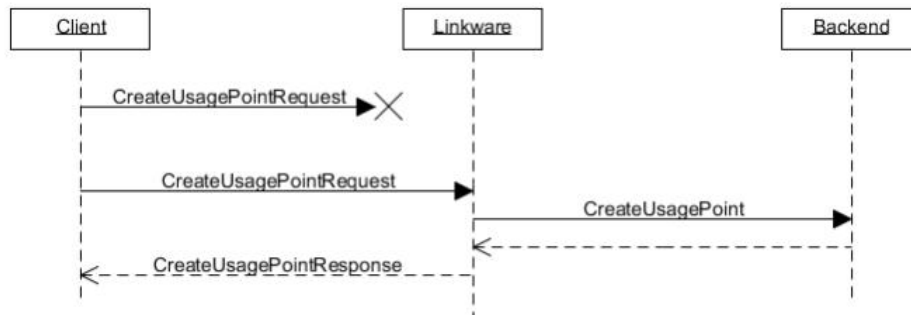 Client
Linkware
Backend
CreateUsagePointRequest
CreateUsagePointRequest
CreateUsagePoint
CreateUsagePointResponse